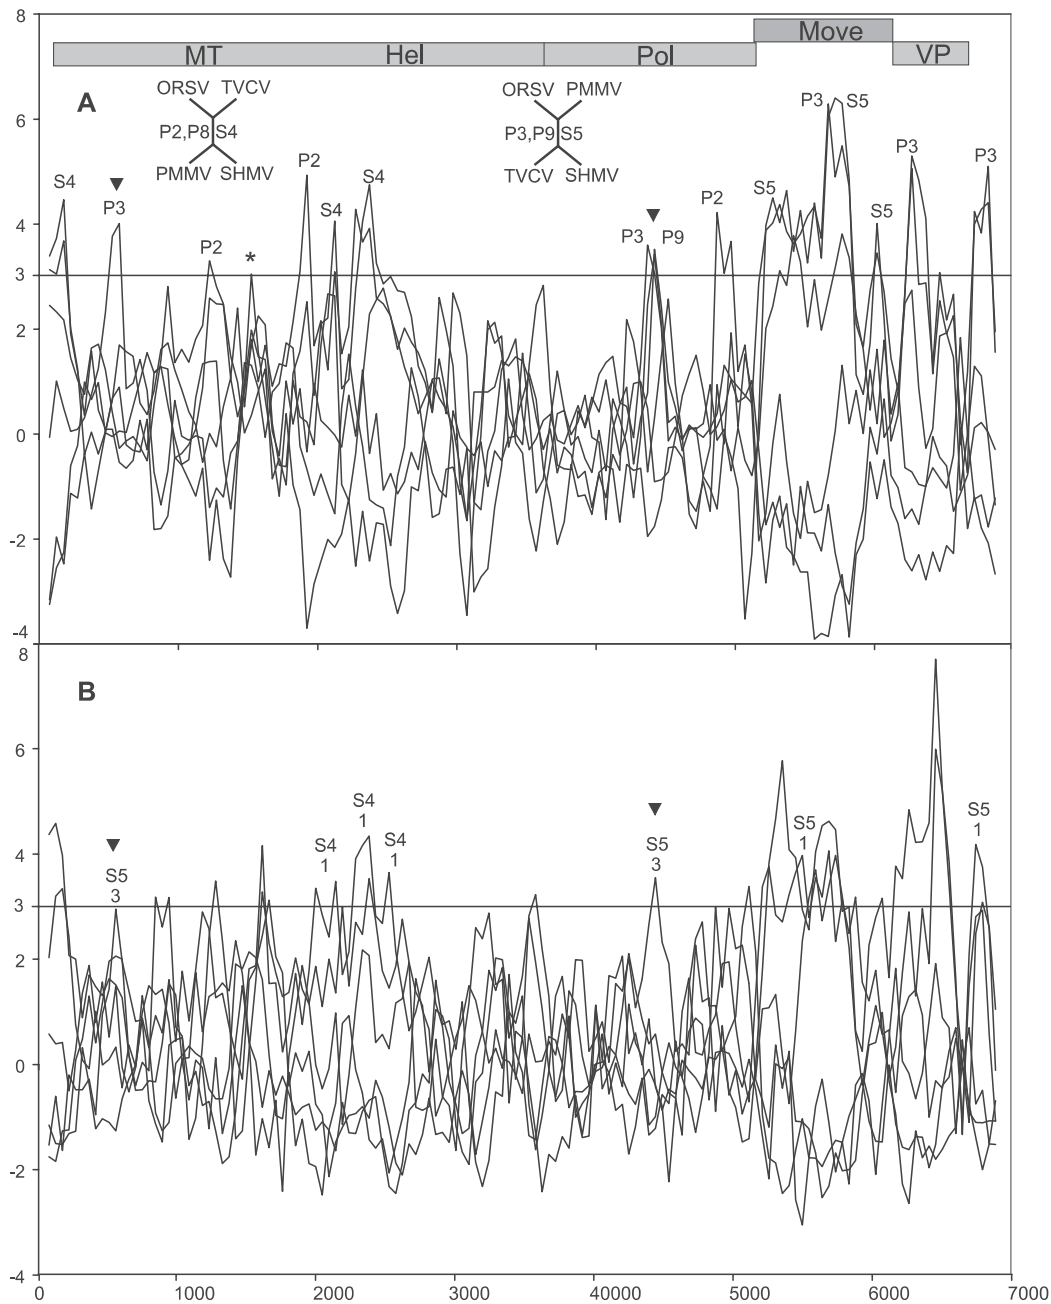 8
Move
MT Hel Pol VP
A
ORSV TVCV
P2,P8 S4
PMMV SHMV
ORSV PMMV
P3,P9 S5
TVCV SHMV
P3 S5
6
S4
P3
P2
*
P2
S4
S4
P3 P9
P2
S5
S5
P3
P3
4
3
2
0
-2
-4
8
B
6
S5
3
S4
1
S4
1
S4
1
S5
3
S5
1
S5
1
4
3
2
0
-2
-4
0 1000 2000 3000 40000 5000 6000 7000